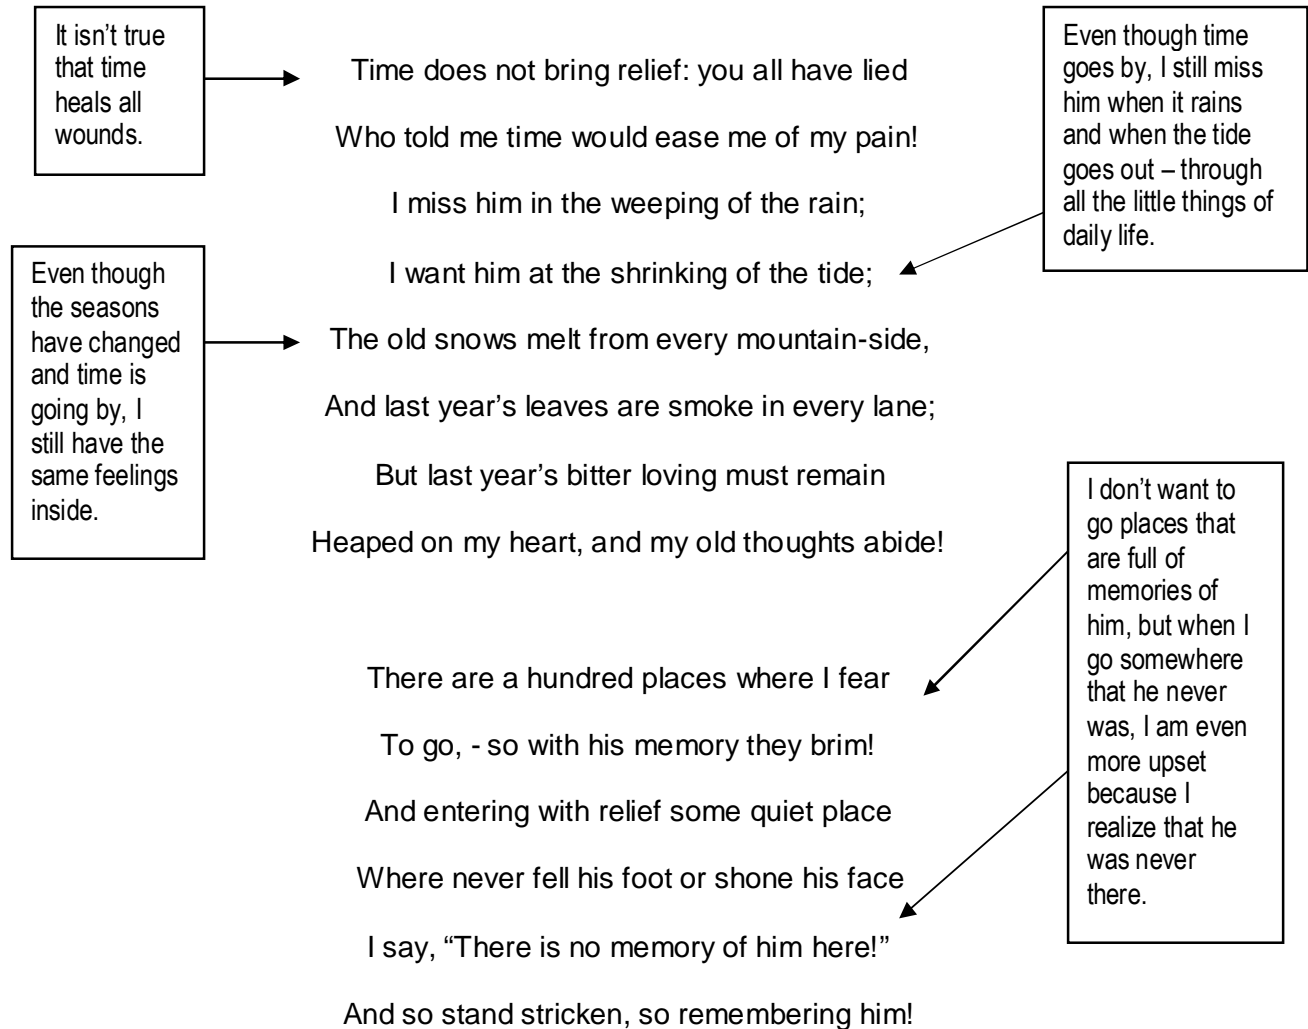 It isn’t true
that time
heals all
wounds.
Even though time
goes by, I still miss
him when it rains
and when the tide
goes out – through
all the little things of
daily life.
Time does not bring relief: you all have lied
Who told me time would ease me of my pain!
I miss him in the weeping of the rain;
I want him at the shrinking of the tide;
Even though
the seasons
have changed
and time is
going by, I
still have the
same feelings
inside.
The old snows melt from every mountain-side,
And last year’s leaves are smoke in every lane;
But last year’s bitter loving must remain
Heaped on my heart, and my old thoughts abide!
I don’t want to
go places that
are full of
memories of
him, but when I
go somewhere
that he never
was, I am even
more upset
because I
realize that he
was never
there.
There are a hundred places where I fear
To go, - so with his memory they brim!
And entering with relief some quiet place
Where never fell his foot or shone his face
I say, “There is no memory of him here!”
And so stand stricken, so remembering him!